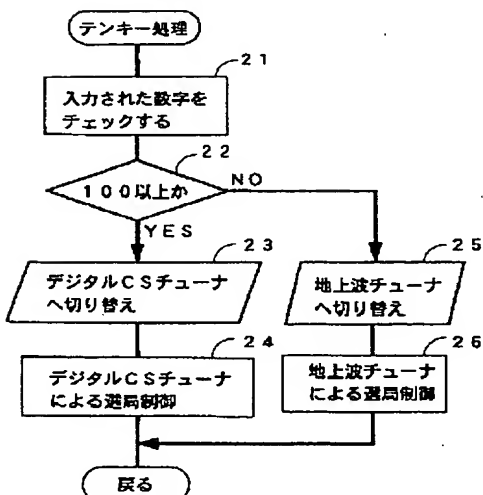 テンキー処理
21
入力された数字を
チェックする
22
100以上か
NO
YES
23
デジタルCSチューナ
へ切り替え
25
地上波チューナ
へ切り替え
24
デジタルCSチューナ
による選局制御
26
地上波チューナ
による選局制御
戻る